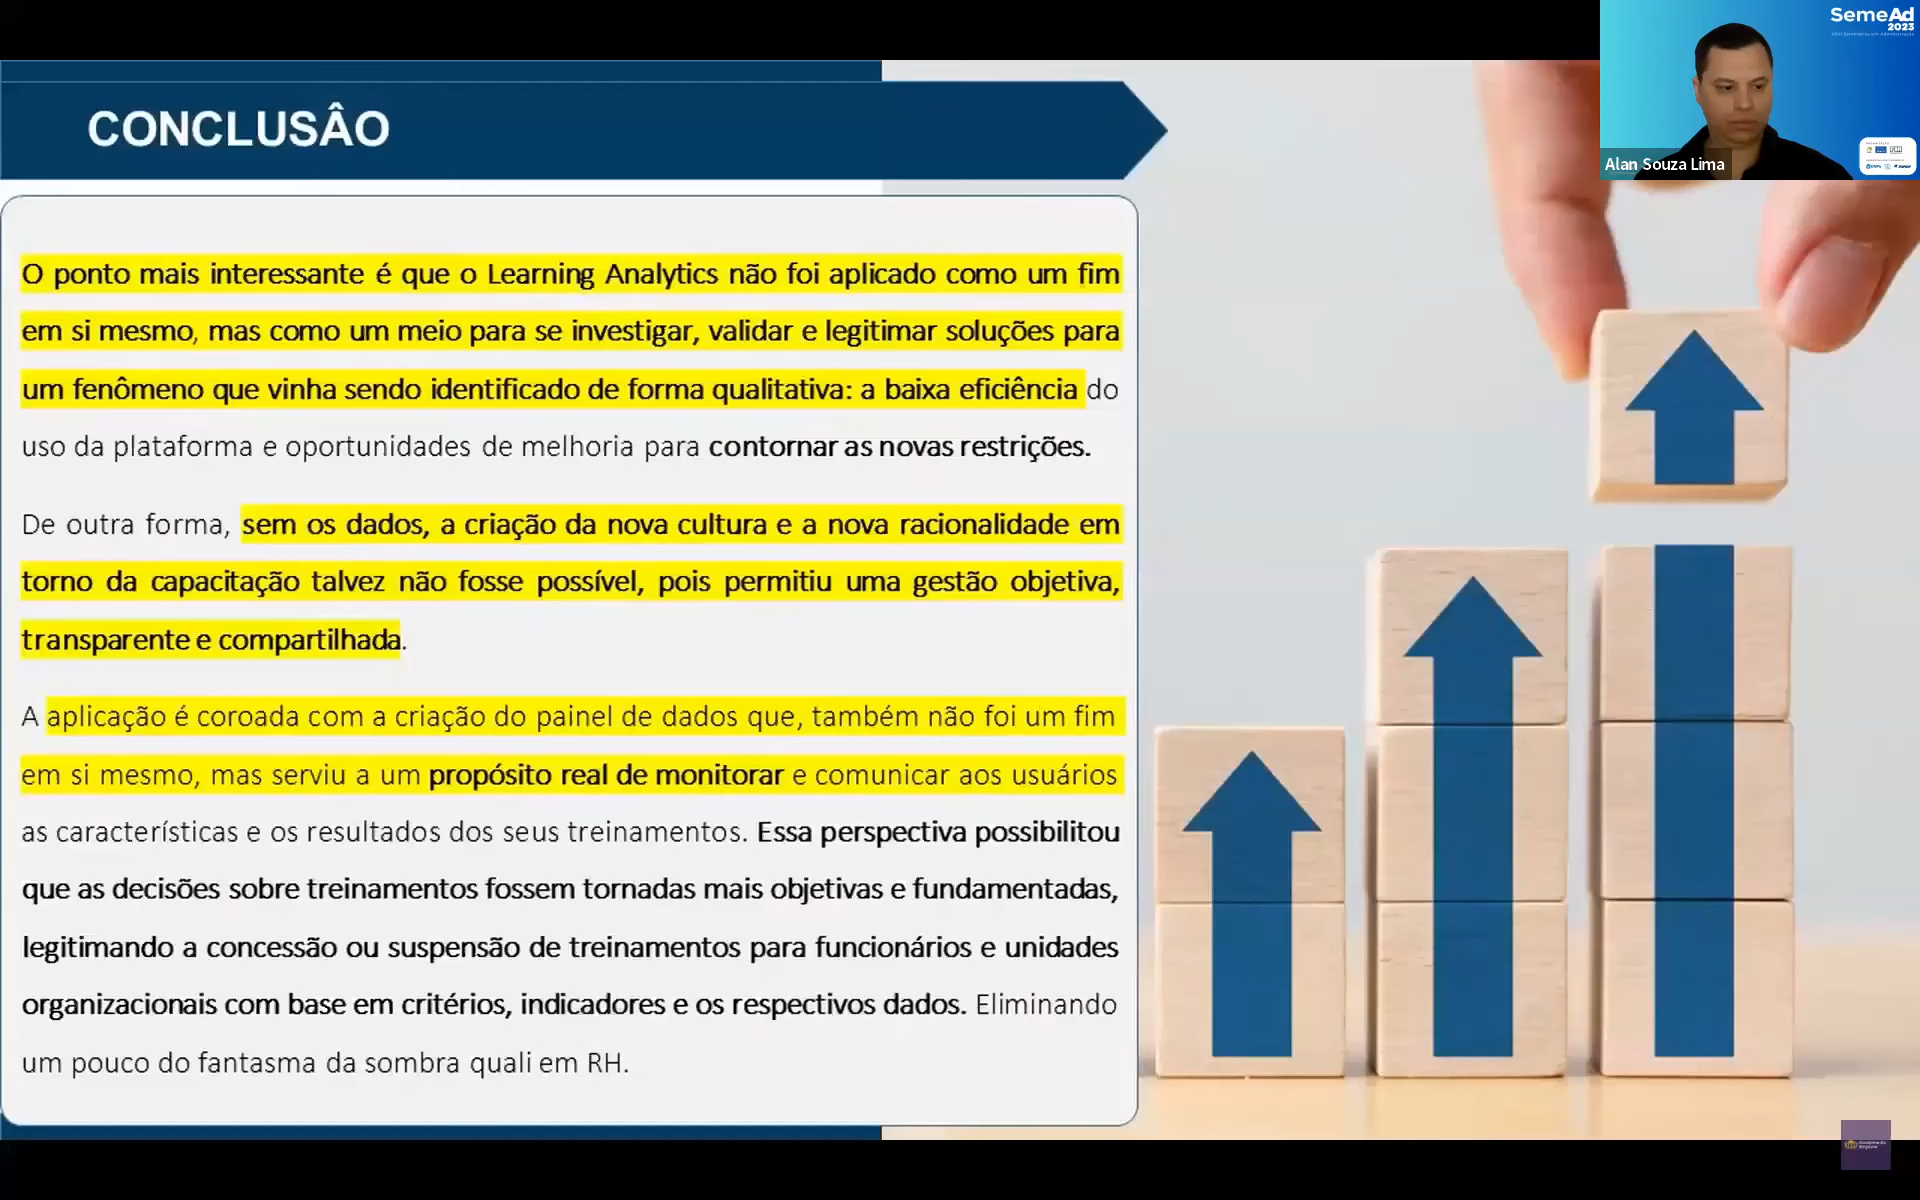 SemeAd
2023
Alan Souza Lima
CONCLUSÂO
O ponto mais interessante é que o Learning Analytics não foi aplicado como um fim
em si mesmo, mas como um meio para se investigar, validar e legitimar soluções para
um fenômeno que vinha sendo identificado de forma qualitativa: a baixa eficiência do
uso da plataforma e oportunidades de melhoria para contornar as novas restrições.
De outra forma, sem os dados, a criação da nova cultura e a nova racionalidade em
torno da capacitação talvez não fosse possível, pois permitiu uma gestão objetiva,
transparente e compartilhada.
A aplicação é coroada com a criação do painel de dados que, também não foi um fim
em si mesmo, mas serviu a um propósito real de monitorar e comunicar aos usuários
as características e os resultados dos seus treinamentos. Essa perspectiva possibilitou
que as decisões sobre treinamentos fossem tornadas mais objetivas e fundamentadas,
legitimando a concessão ou suspensão de treinamentos para funcionários e unidades
organizacionais com base em critérios, indicadores e os respectivos dados. Eliminando
um pouco do fantasma da sombra quali em RH.